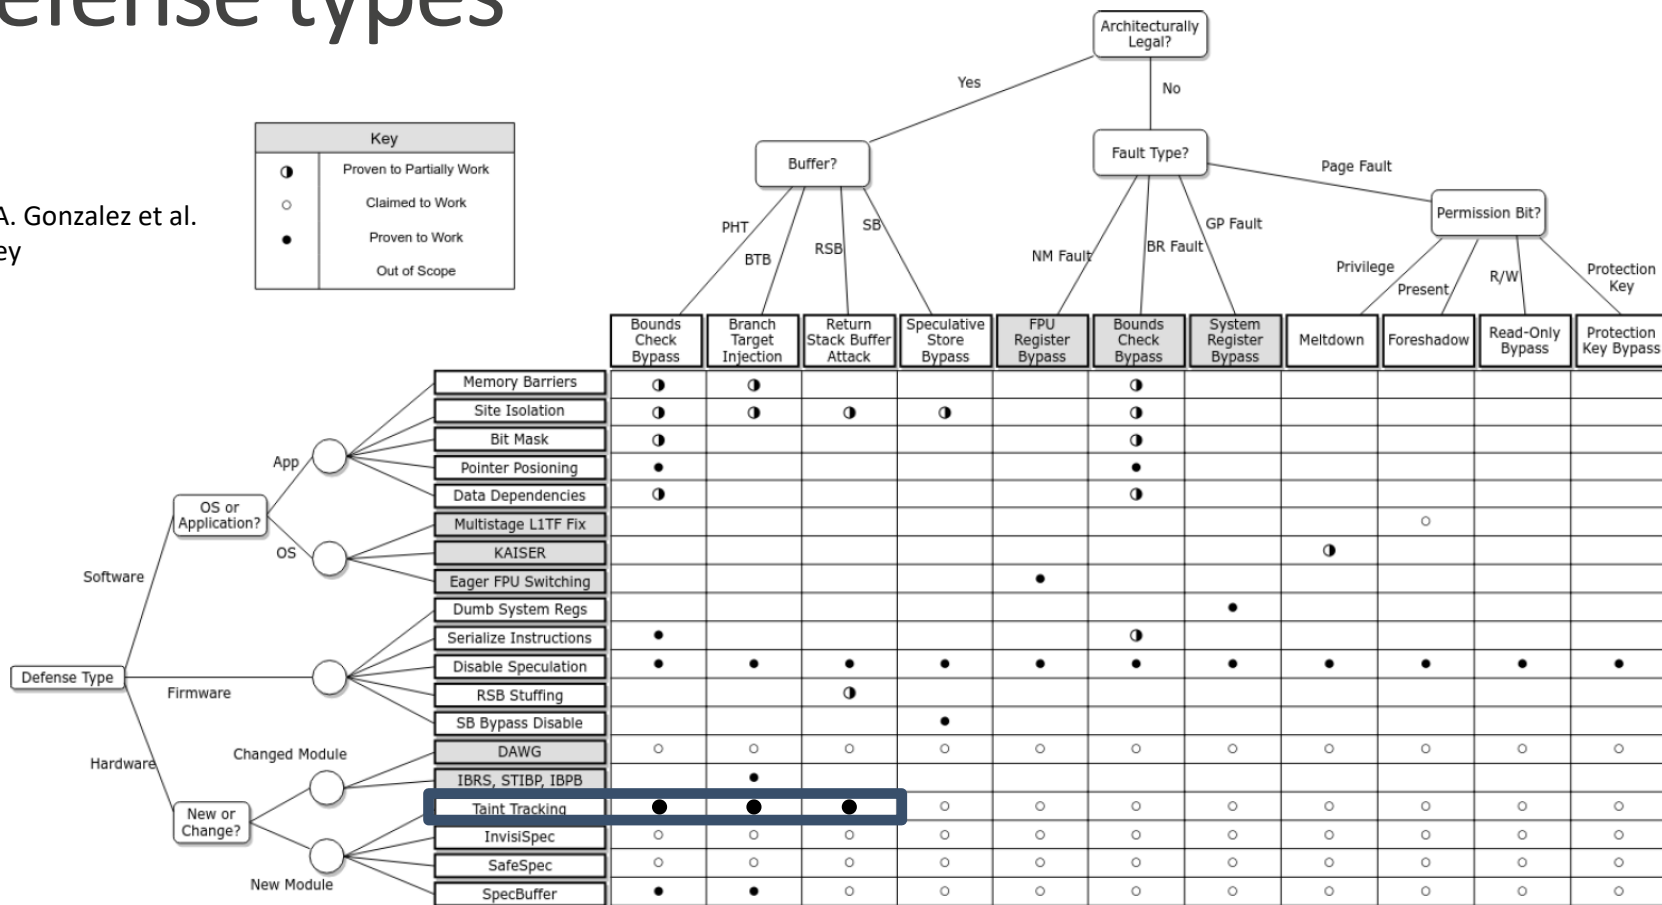 efense types
A. Gonzalez et al.
ey
Key
Proven to Partially Work
Claimed to Work
Proven to Work
Out of Scope
Architecturally
Legal?
Yes
No
Buffer?
Fault Type?
Page Fault
Permission Bit?
PHT
BTB
RSB
SB
NM Fault
BR Fault
GP Fault
Privilege
Present
R/W
Protection
Key
Bounds
Check
Bypass
Branch
Target
Injection
Return
Stack Buffer
Attack
Speculative
Store
Bypass
FPU
Register
Bypass
Bounds
Check
Bypass
System
Register
Bypass
Meltdown
Foreshadow
Read-Only
Bypass
Protection
Key Bypass
Defense Type
Software
Firmware
Hardware
OS or
Application?
App
OS
New or
Change?
Changed Module
New Module
Memory Barriers
Site Isolation
Bit Mask
Pointer Posioning
Data Dependencies
Multistage L1TF Fix
KAISER
Eager FPU Switching
Dumb System Regs
Serialize Instructions
Disable Speculation
RSB Stuffing
SB Bypass Disable
DAWG
IBRS, STIBP, IBPB
Taint Tracking
InvisiSpec
SafeSpec
SpecBuffer